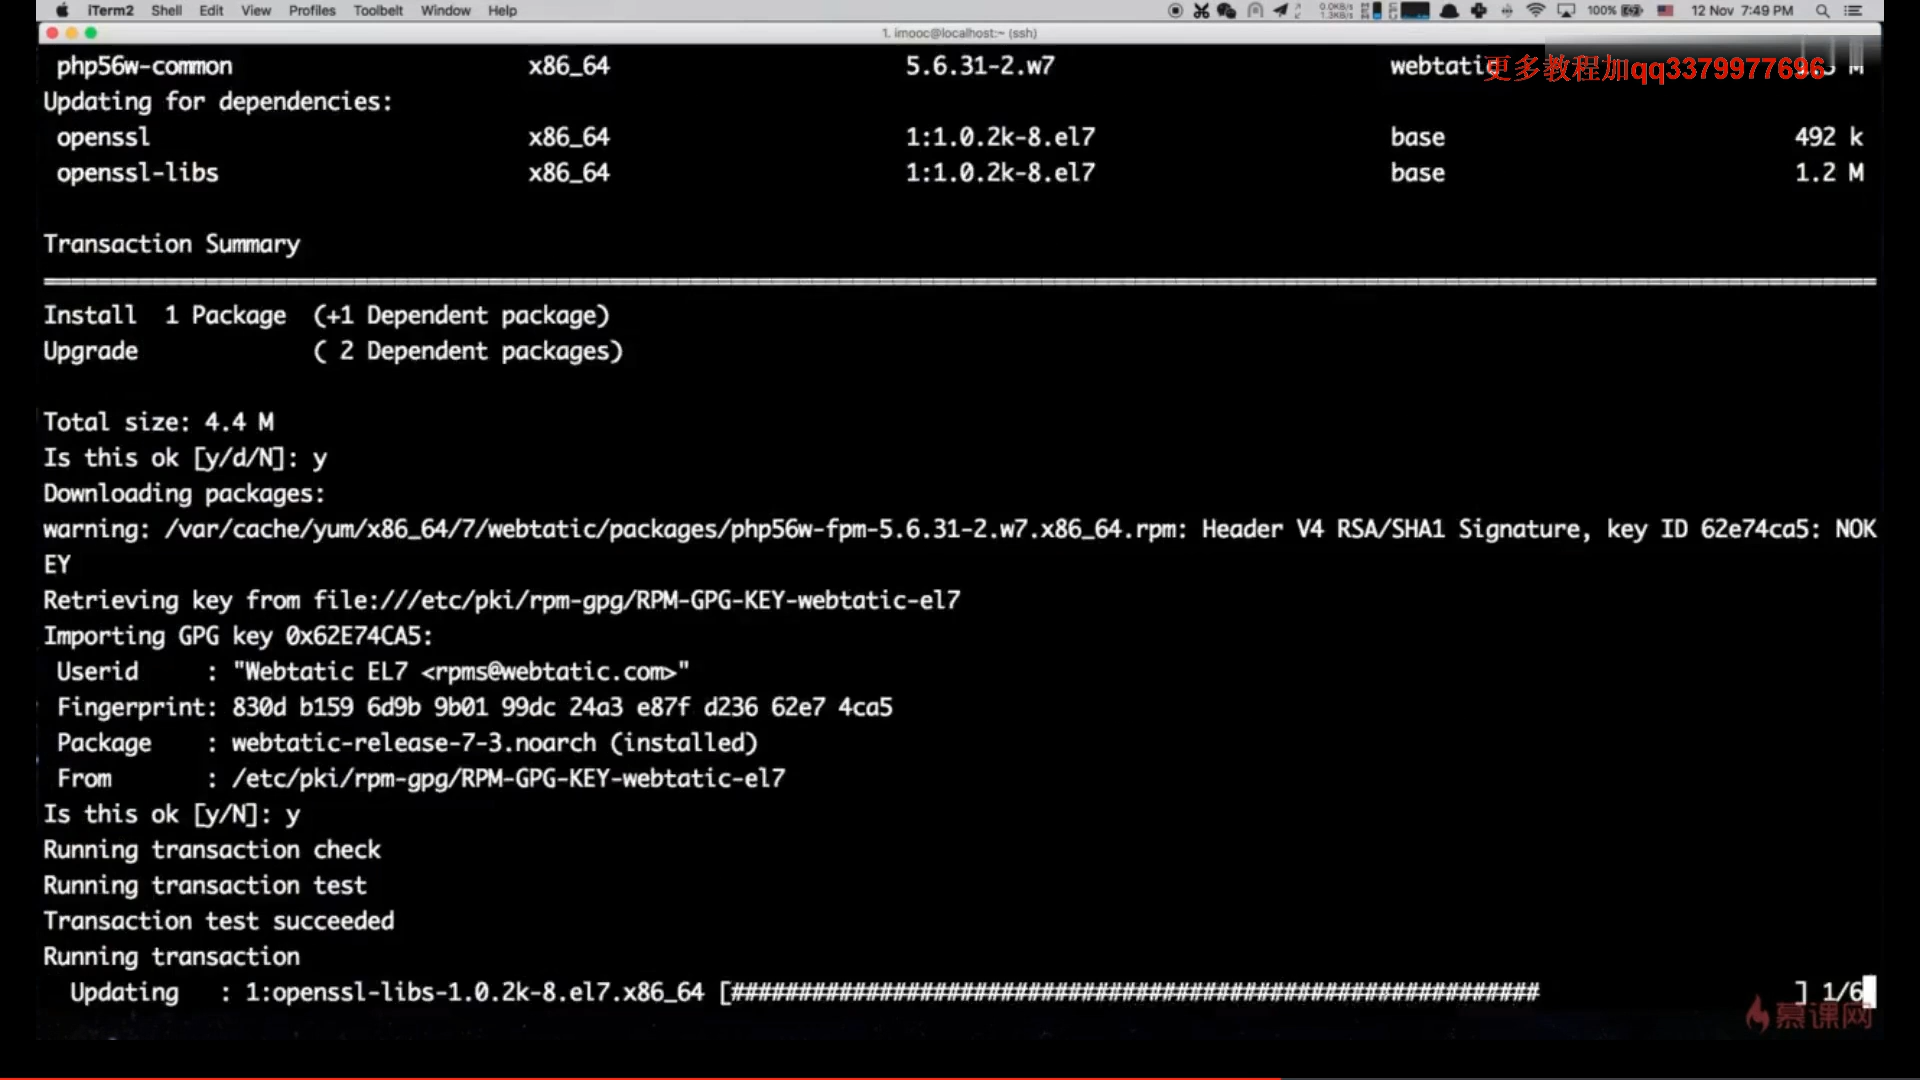 iTerm2 Shell Edit View Profiles Toolbelt Window Help 100% 12 Nov 7:49 PM
1. imooc@localhost:~ (ssh)
php56w-common x86_64 5.6.31-2.w7 webtatic M
更多教程加qq3379977696
Updating for dependencies:
openssl x86_64 1:1.0.2k-8.el7 base 492 k
openssl-libs x86_64 1:1.0.2k-8.el7 base 1.2 M
Transaction Summary
Install 1 Package (+1 Dependent package)
Upgrade ( 2 Dependent packages)
Total size: 4.4 M
Is this ok [y/d/N]: y
Downloading packages:
warning: /var/cache/yum/x86_64/7/webtatic/packages/php56w-fpm-5.6.31-2.w7.x86_64.rpm: Header V4 RSA/SHA1 Signature, key ID 62e74ca5: NOK
EY
Retrieving key from file:///etc/pki/rpm-gpg/RPM-GPG-KEY-webtatic-el7
Importing GPG key 0x62E74CA5:
Userid : "Webtatic EL7 <rpms@webtatic.com>"
Fingerprint: 830d b159 6d9b 9b01 99dc 24a3 e87f d236 62e7 4ca5
Package : webtatic-release-7-3.noarch (installed)
From : /etc/pki/rpm-gpg/RPM-GPG-KEY-webtatic-el7
Is this ok [y/N]: y
Running transaction check
Running transaction test
Transaction test succeeded
Running transaction
Updating : 1:openssl-libs-1.0.2k-8.el7.x86_64 [############################################################ ] 1/6
慕课网